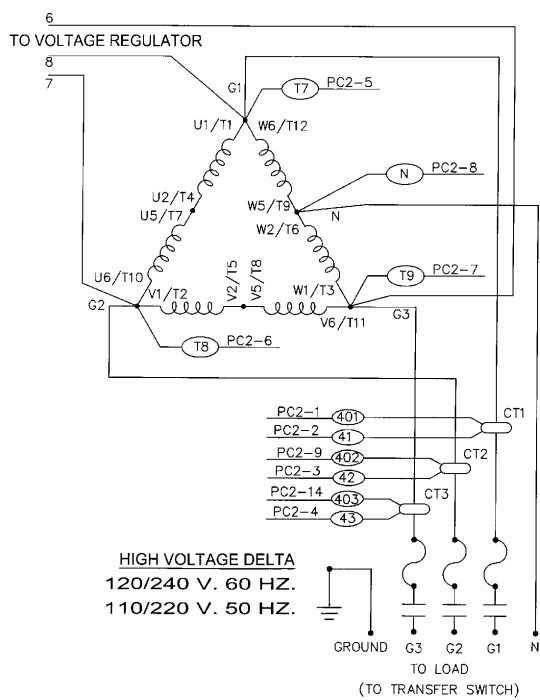 6
TO VOLTAGE REGULATOR
8
7
G1
T7
PC2-5
U1/T1
W6/T12
N
PC2-8
U2/T4
U5/T7
W5/T9
N
W2/T6
U6/T10
V2/T5
V5/T8
W1/T3
T9
PC2-7
V1/T2
G2
V6/T11
G3
T8
PC2-6
PC2-1
401
CT1
PC2-2
41
PC2-9
402
CT2
PC2-3
42
PC2-14
403
CT3
PC2-4
43
HIGH VOLTAGE DELTA
120/240 V. 60 HZ.
110/220 V. 50 HZ.
GROUND
G3
G2
G1
N
TO LOAD
(TO TRANSFER SWITCH)